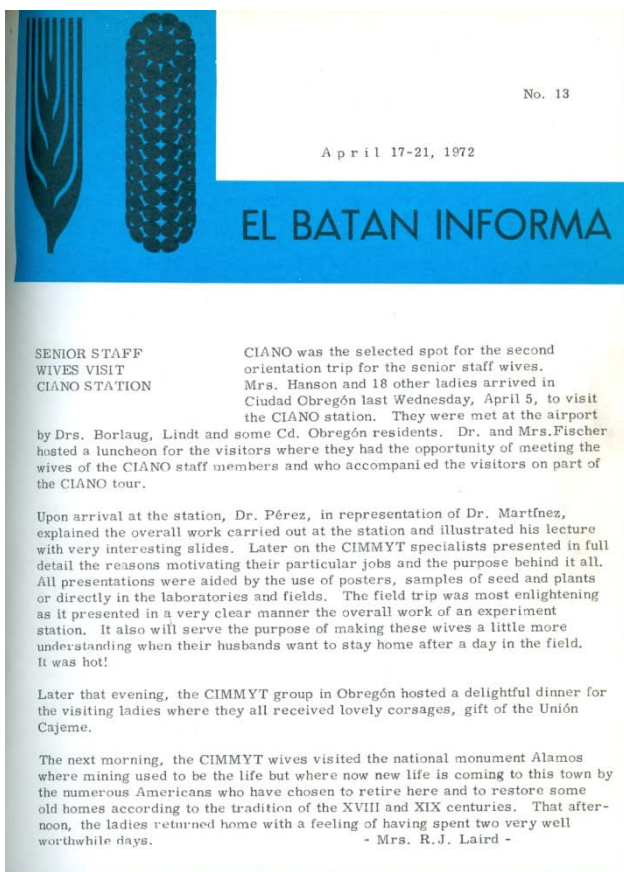 No. 13
A p r i l 17-21, 1972
EL BATAN INFORMA
SENIOR STAFF
WIVES VISIT
CIANO STATION
CIANO was the selected spot for the second
orientation trip for the senior staff wives.
Mrs. Hanson and 18 other ladies arrived in
Ciudad Obregón last Wednesday, April 5, to visit
the CIANO station. They were met at the airport
by Drs. Borlaug, Lindt and some Cd. Obregón residents. Dr. and Mrs.Fischer
hosted a luncheon for the visitors where they had the opportunity of meeting the
wives of the CIANO staff members and who accompanied the visitors on part of
the CIANO tour.
Upon arrival at the station, Dr. Pérez, in representation of Dr. Martínez,
explained the overall work carried out at the station and illustrated his lecture
with very interesting slides. Later on the CIMMYT specialists presented in full
detail the reasons motivating their particular jobs and the purpose behind it all.
All presentations were aided by the use of posters, samples of seed and plants
or directly in the laboratories and fields. The field trip was most enlightening
as it presented in a very clear manner the overall work of an experiment
station. It also will serve the purpose of making these wives a little more
understanding when their husbands want to stay home after a day in the field.
It was hot!
Later that evening, the CIMMYT group in Obregón hosted a delightful dinner for
the visiting ladies where they all received lovely corsages, gift of the Unión
Cajeme.
The next morning, the CIMMYT wives visited the national monument Alamos
where mining used to be the life but where now new life is coming to this town by
the numerous Americans who have chosen to retire here and to restore some
old homes according to the tradition of the XVIII and XIX centuries. That after-
noon, the ladies returned home with a feeling of having spent two very well
worthwhile days. - Mrs. R.J. Laird -